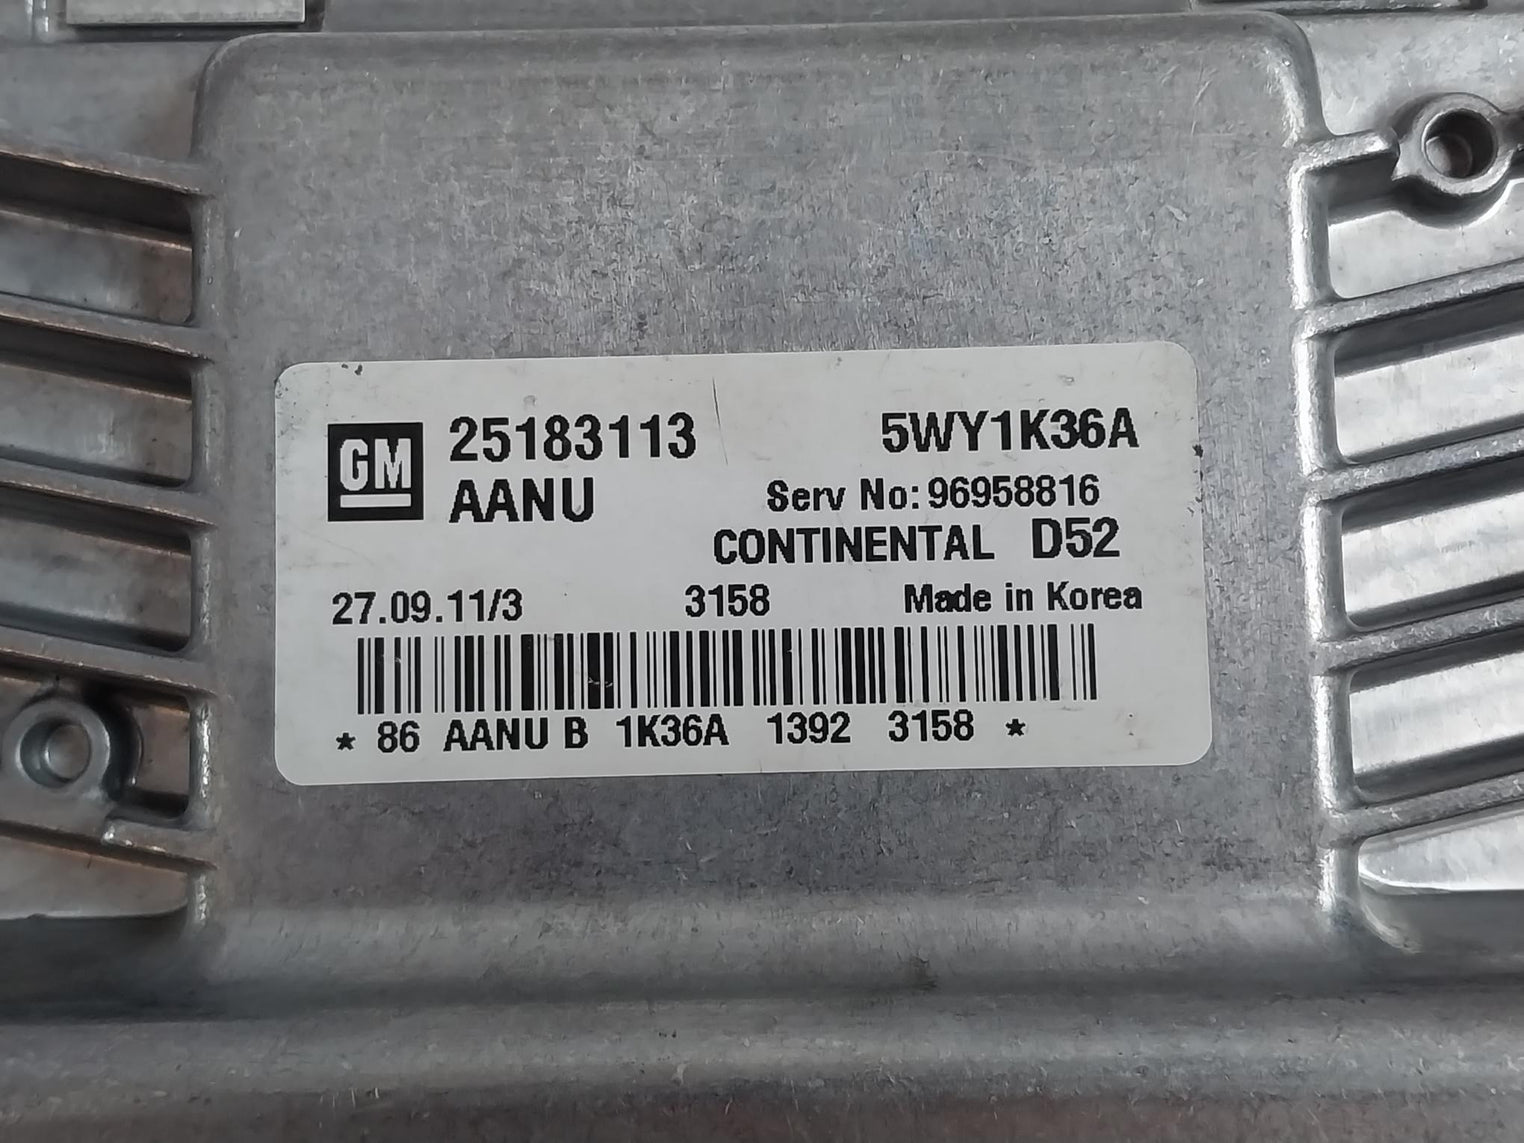 GM 25183113 5WY1K36A
AANU Serv No: 96958816
CONTINENTAL D52
27.09.11/3 3158 Made in Korea
* 86 AANU B 1K36A 1392 3158 *